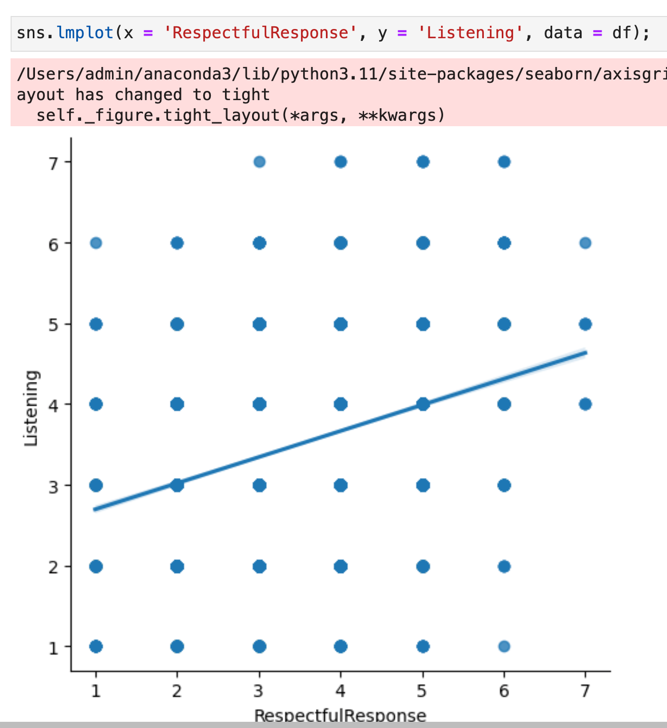 sns.lmplot(x = 'RespectfulResponse', y = 'Listening', data = df);
/Users/admin/anaconda3/lib/python3.11/site-packages/seaborn/axisgri
ayout has changed to tight
self._figure.tight_layout(*args, **kwargs)
7
6
5
4
3
2
1
Listening
1 2 3 4 5 6 7
RespectfulResponse